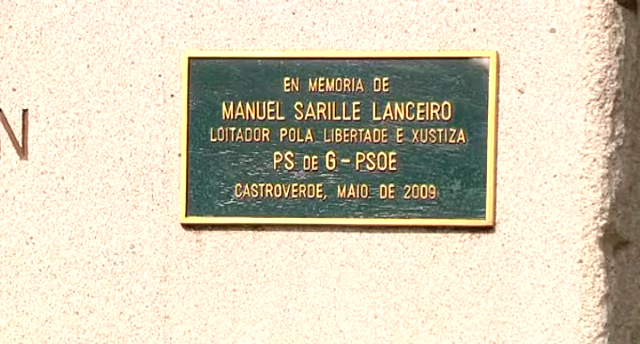 N
EN MEMORIA DE
MANUEL SARILLE LANCEIRO
LOITADOR POLA LIBERTADE E XUSTIZA
PS DE G-PSOE
CASTROVERDE, MAIO DE 2009